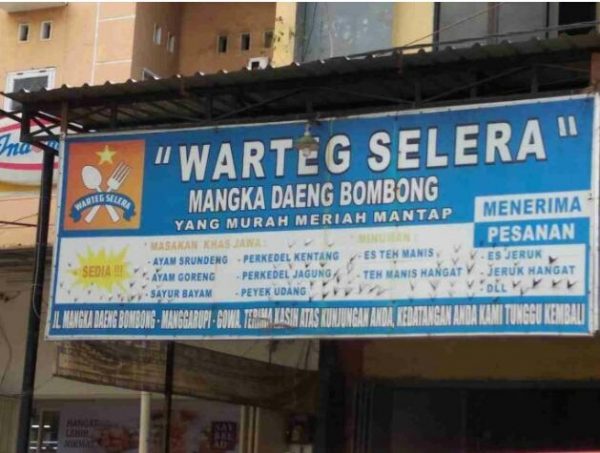 " WARTEG SELERA "
MANGKA DAENG BOMBONG
YANG MURAH MERIAH MANTAP
WARTEG SELERA
MENERIMA
PESANAN
SEDIA !!!
MASAKAN KHAS JAWA :
- AYAM SRUNDENG
- AYAM GORENG
- SAYUR BAYAM
- PERKEDEL KENTANG
- PERKEDEL JAGUNG
- PEYEK UDANG
MINUMAN :
- ES TEH MANIS
- TEH MANIS HANGAT
- ES JERUK
- JERUK HANGAT
- DLL
JL. MANGKA DAENG BOMBONG - MANGGARUPI - GOWA. TERIMA KASIH ATAS KUNJUNGAN ANDA, KEDATANGAN ANDA KAMI TUNGGU KEMBALI
HANGAT
LEBIH